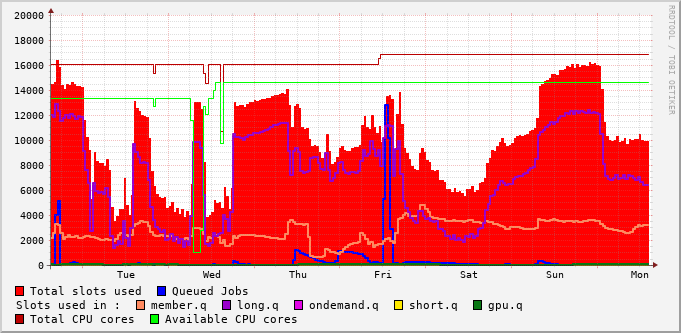 20000
18000
16000
14000
12000
10000
8000
6000
4000
2000
0
Tue Wed Thu Fri Sat Sun Mon
RRDTOOL / TOBI OETIKER
Total slots used Queued Jobs
Slots used in : member.q long.q ondemand.q short.q gpu.q
Total CPU cores Available CPU cores